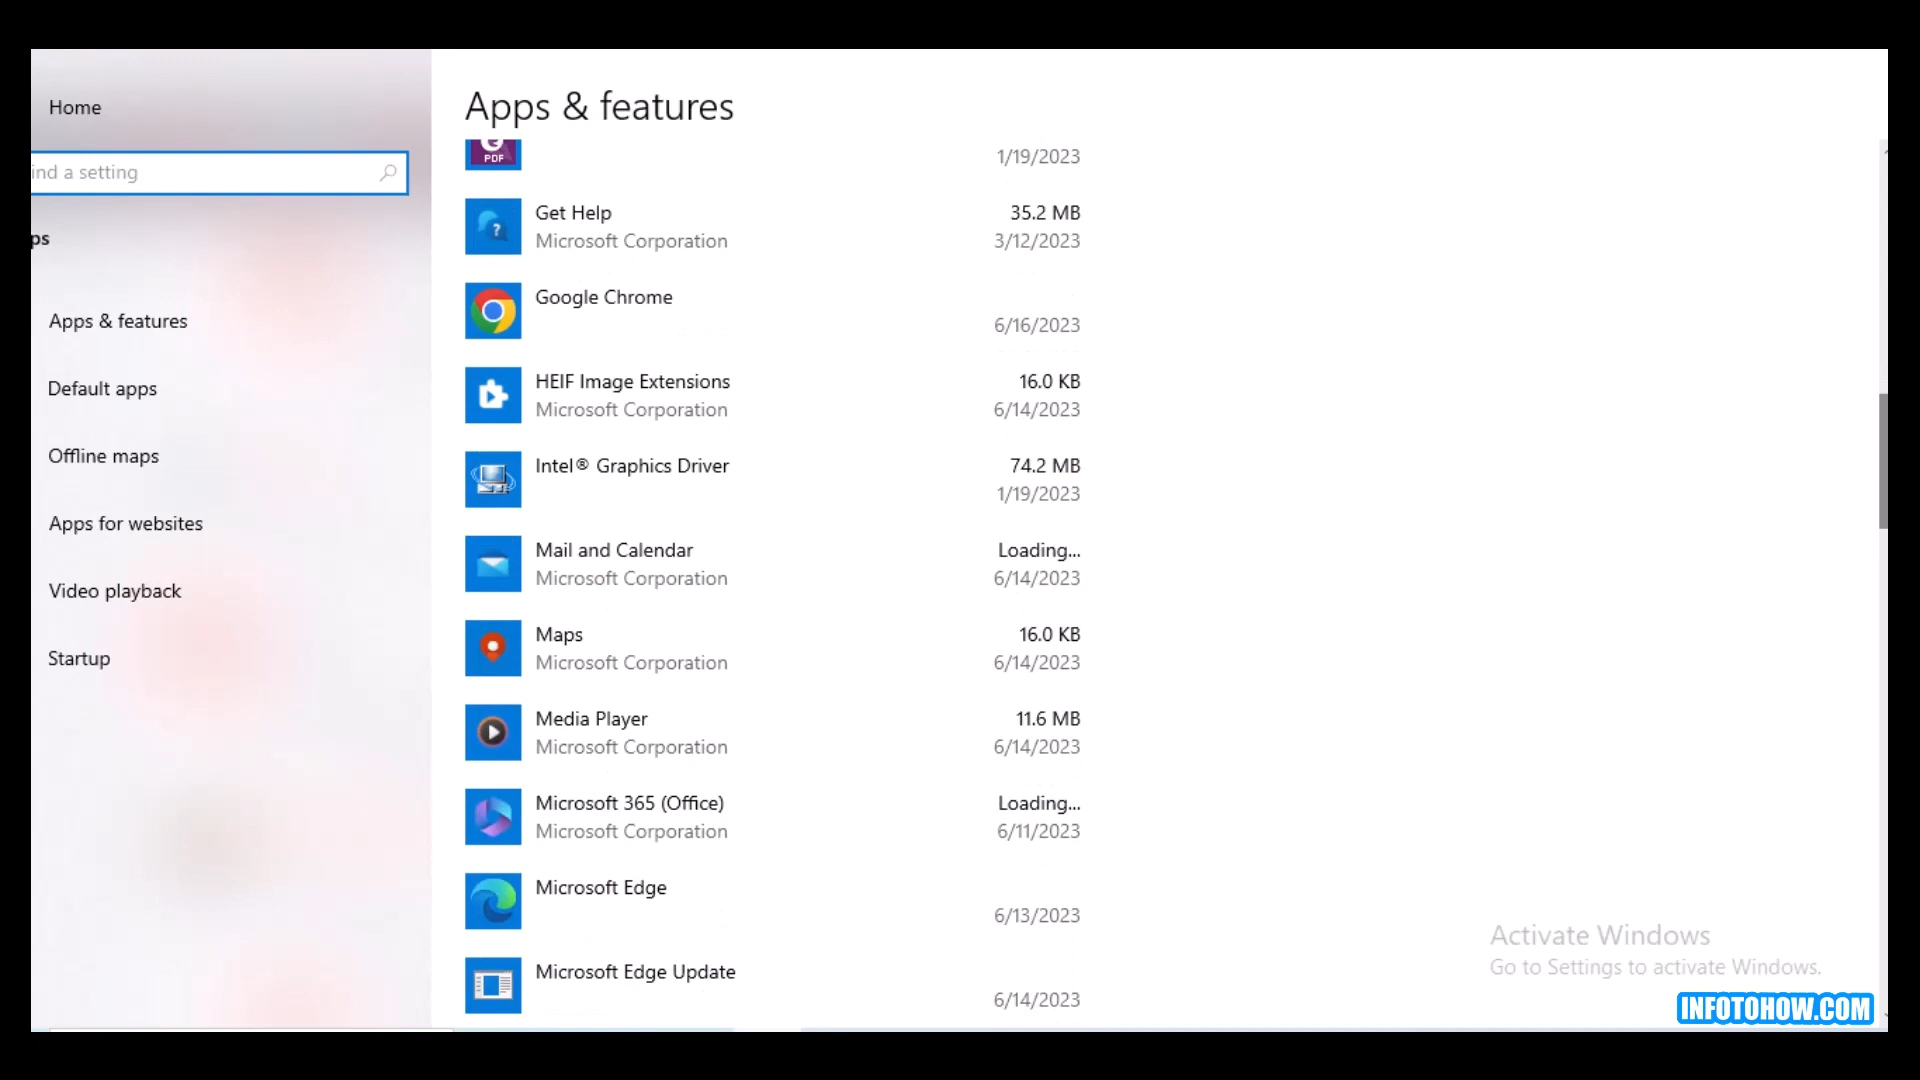 Home
ind a setting
ps
Apps & features
Default apps
Offline maps
Apps for websites
Video playback
Startup
Apps & features
PDF
1/19/2023
Get Help 35.2 MB
Microsoft Corporation 3/12/2023
Google Chrome
6/16/2023
HEIF Image Extensions 16.0 KB
Microsoft Corporation 6/14/2023
Intel® Graphics Driver 74.2 MB
1/19/2023
Mail and Calendar Loading...
Microsoft Corporation 6/14/2023
Maps 16.0 KB
Microsoft Corporation 6/14/2023
Media Player 11.6 MB
Microsoft Corporation 6/14/2023
Microsoft 365 (Office) Loading...
Microsoft Corporation 6/11/2023
Microsoft Edge
6/13/2023
Microsoft Edge Update
6/14/2023
Activate Windows
Go to Settings to activate Windows.
INFOTOHOW.COM